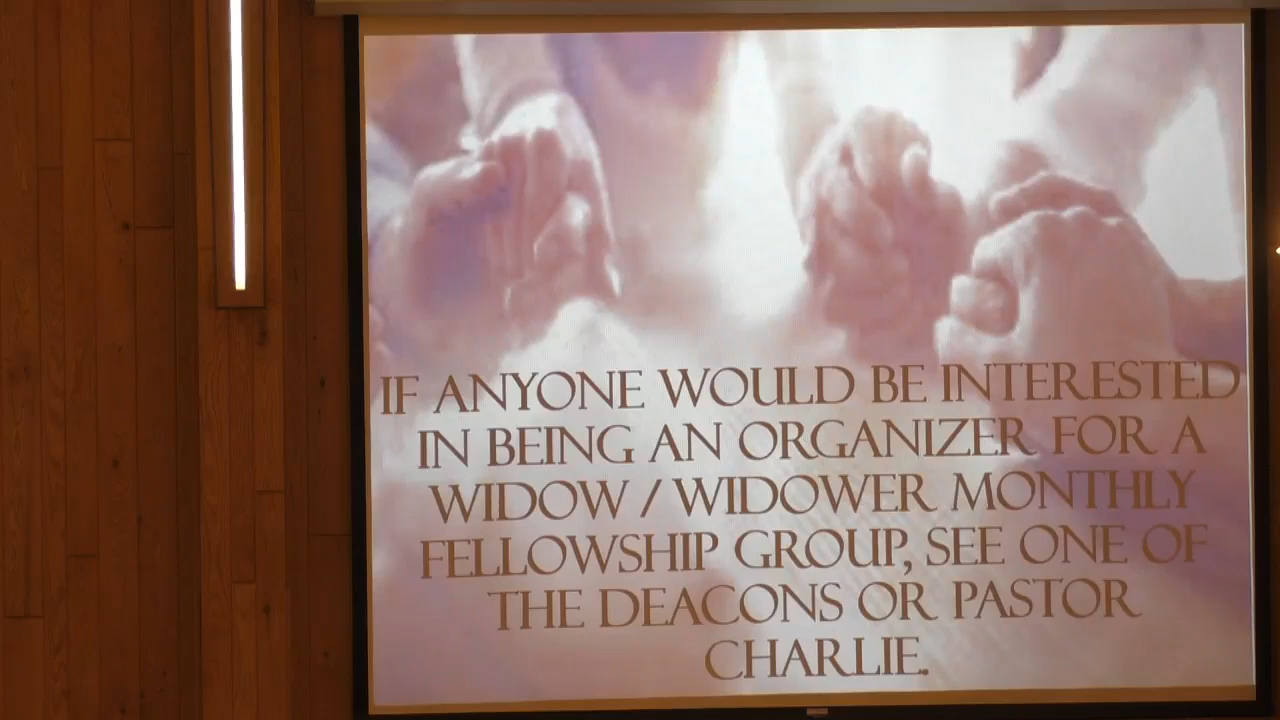 IF ANYONE WOULD BE INTERESTED
IN BEING AN ORGANIZER FOR A
WIDOW / WIDOWER MONTHLY
FELLOWSHIP GROUP, SEE ONE OF
THE DEACONS OR PASTOR
CHARLIE.